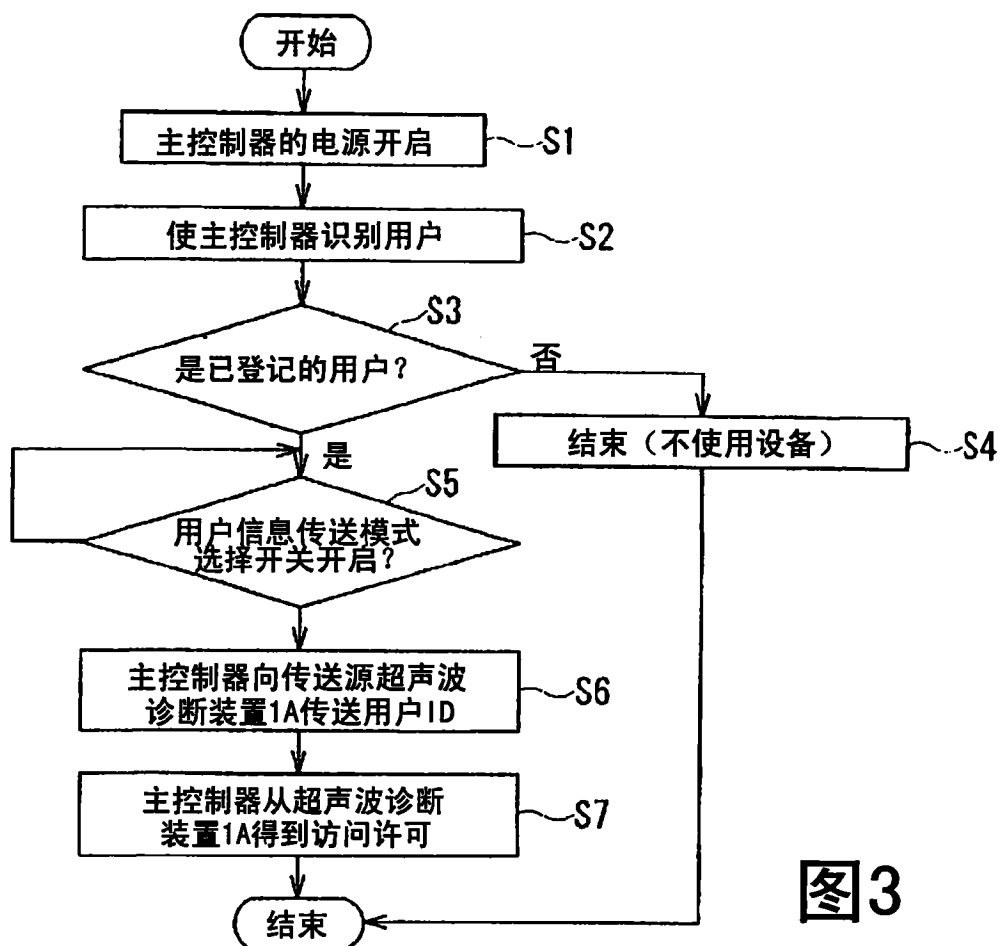 开始
主控制器的电源开启
S1
使主控制器识别用户
S2
S3
是已登记的用户?
否
结束(不使用设备)
S4
是
S5
用户信息传送模式
选择开关开启?
主控制器向传送源超声波
诊断装置1A传送用户ID
S6
主控制器从超声波诊断
装置1A得到访问许可
S7
结束
图3